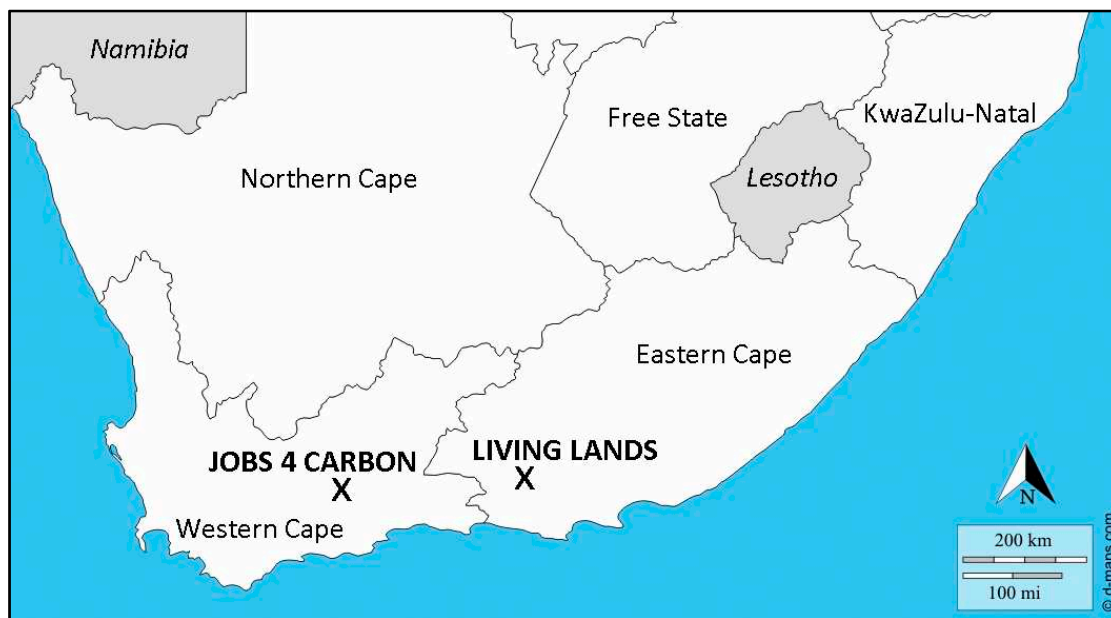 Namibia
Free State
KwaZulu-Natal
Lesotho
Northern Cape
Eastern Cape
LIVING LANDS
X
JOBS 4 CARBON
X
Western Cape
N
200 km
100 mi
© d-maps.com